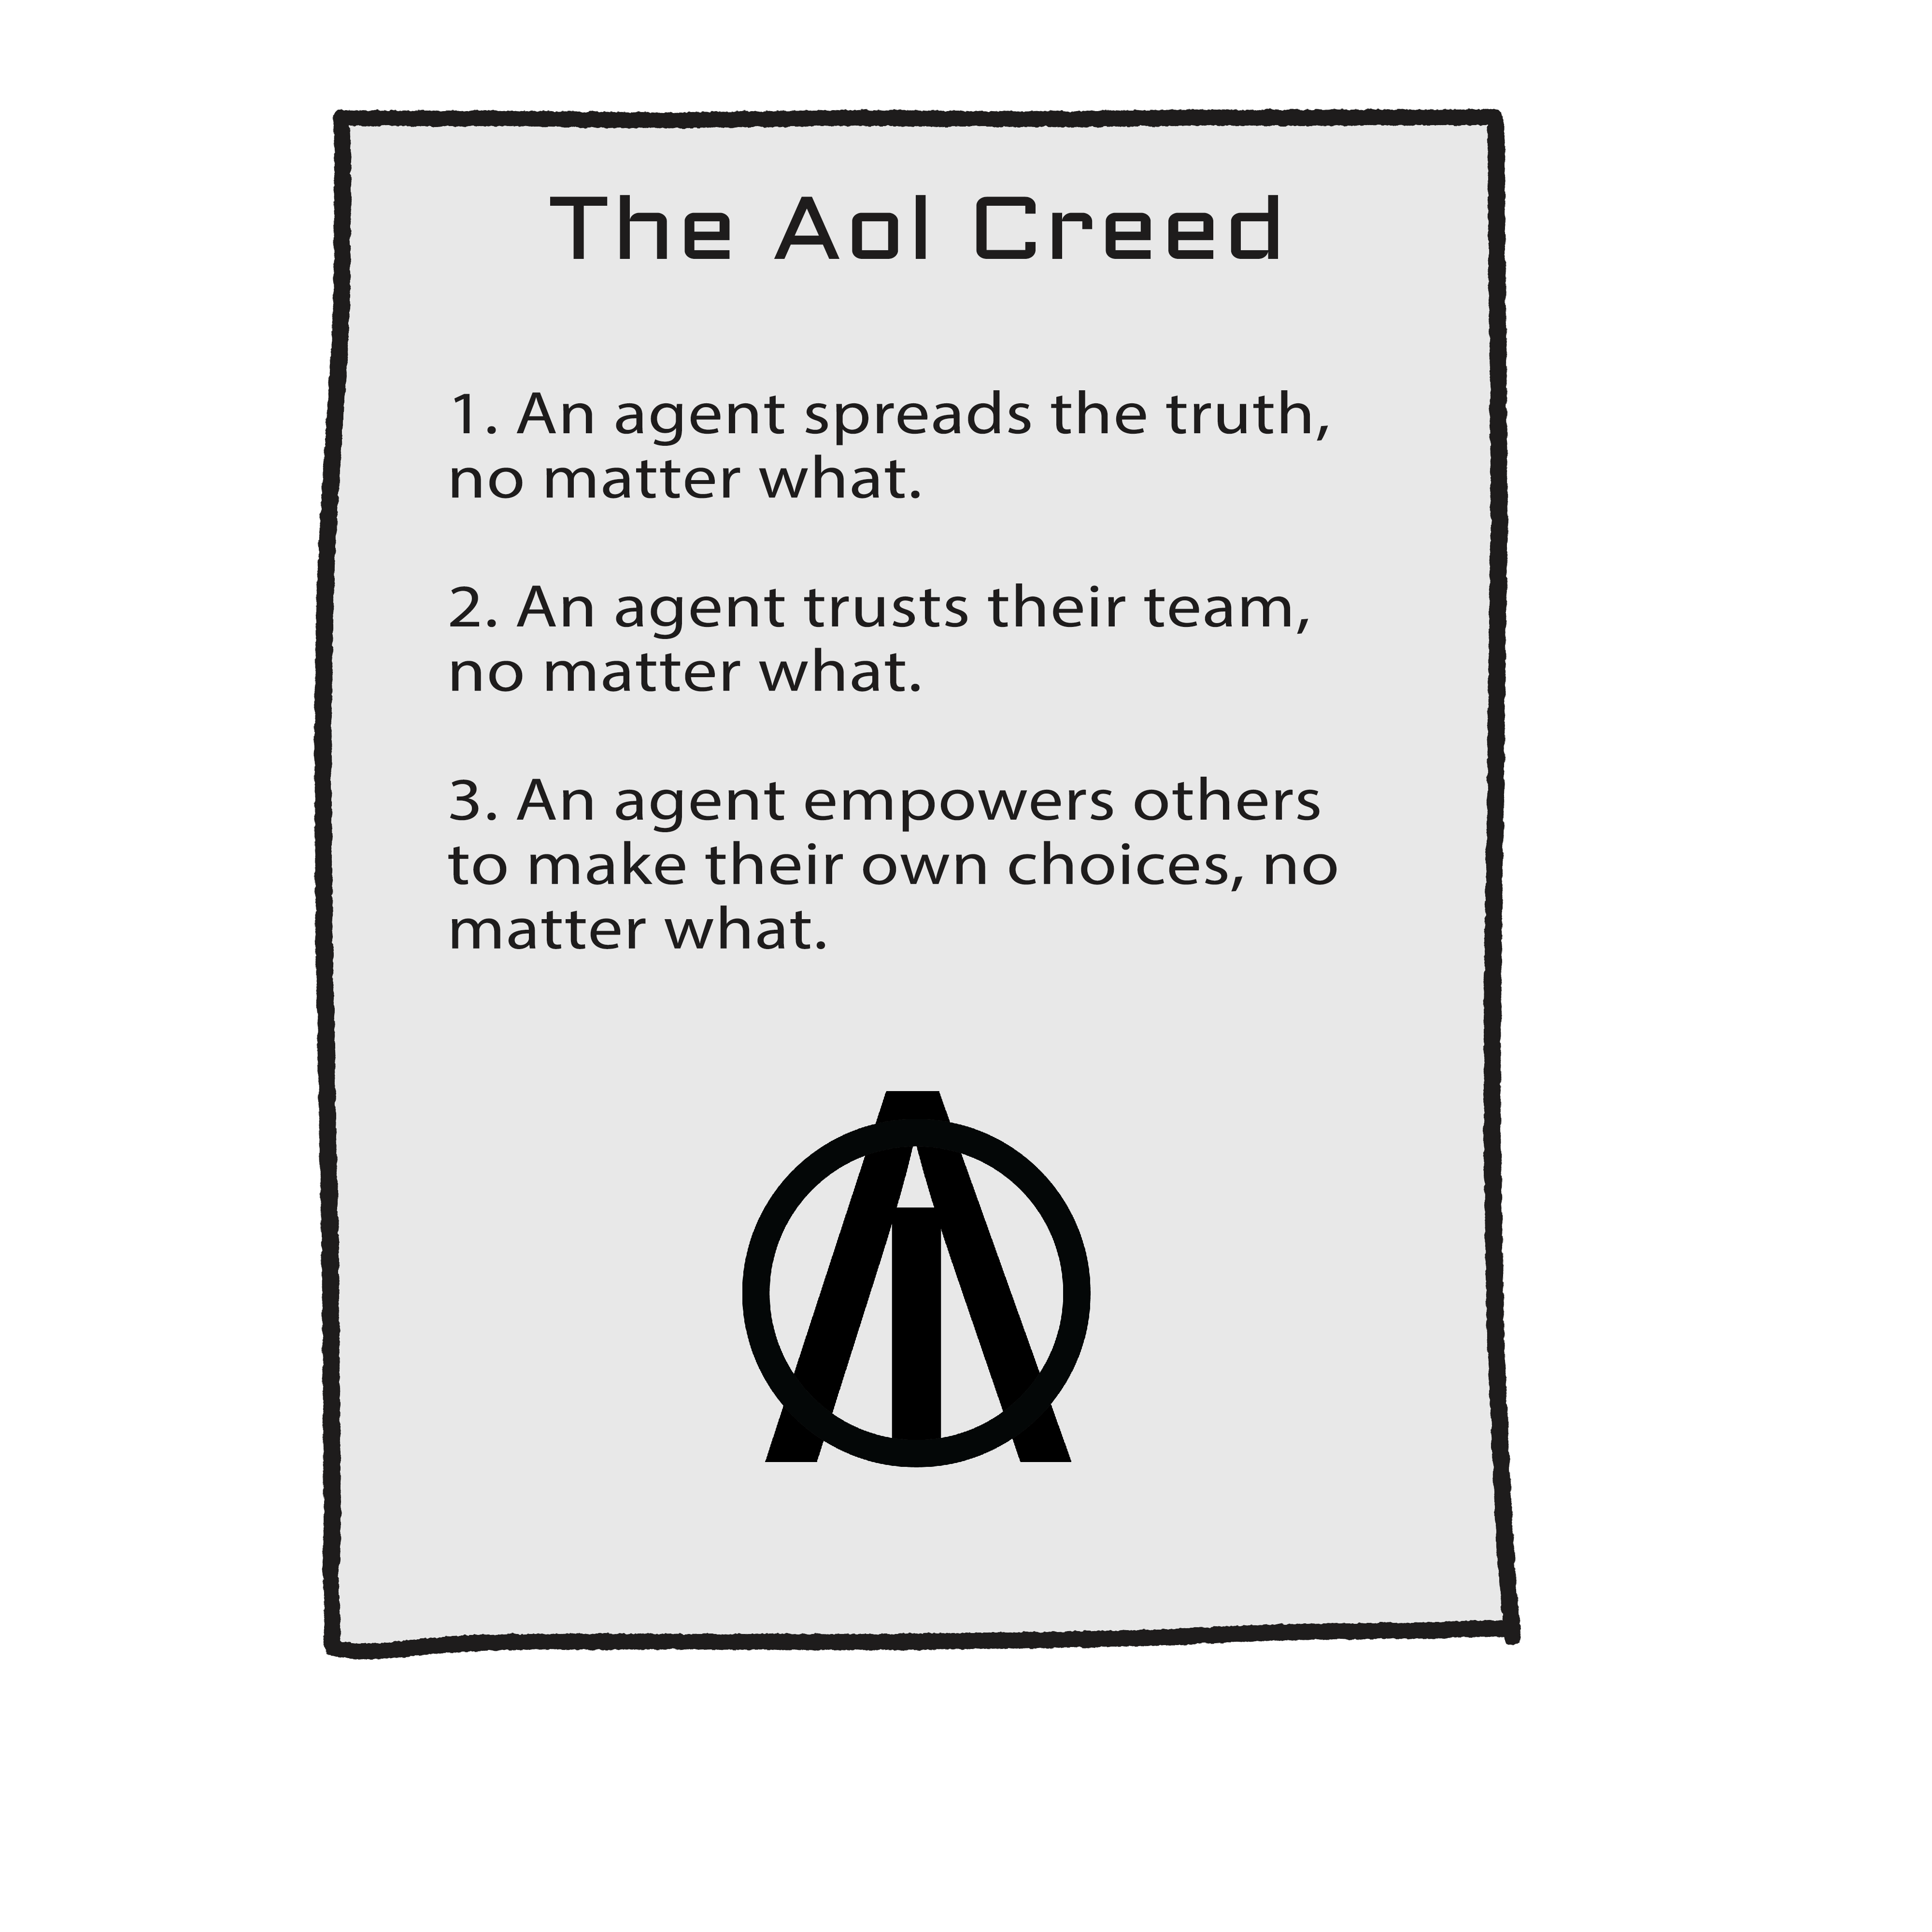 The AoI Creed
1. An agent spreads the truth,
no matter what.
2. An agent trusts their team,
no matter what.
3. An agent empowers others
to make their own choices, no
matter what.